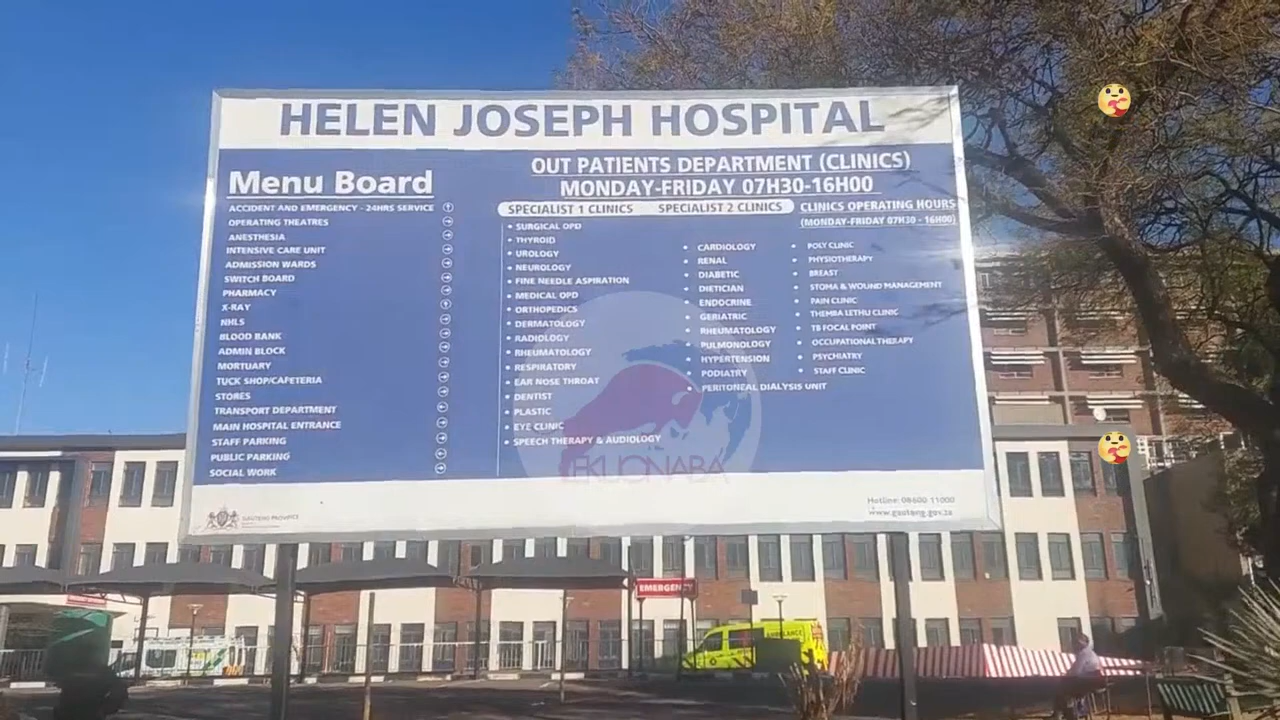 HELEN JOSEPH HOSPITAL
Menu Board
ACCIDENT AND EMERGENCY - 24HRS SERVICE
OPERATING THEATRES
ANESTHESIA
INTENSIVE CARE UNIT
ADMISSION WARDS
SWITCH BOARD
PHARMACY
X-RAY
NHLS
BLOOD BANK
ADMIN BLOCK
MORTUARY
TUCK SHOP/CAFETERIA
STORES
TRANSPORT DEPARTMENT
MAIN HOSPITAL ENTRANCE
STAFF PARKING
PUBLIC PARKING
SOCIAL WORK
OUT PATIENTS DEPARTMENT (CLINICS)
MONDAY-FRIDAY 07H30-16H00
SPECIALIST 1 CLINICS
• SURGICAL OPD
• THYROID
• UROLOGY
• NEUROLOGY
• FINE NEEDLE ASPIRATION
• MEDICAL OPD
• ORTHOPEDICS
• DERMATOLOGY
• RADIOLOGY
• RHEUMATOLOGY
• RESPIRATORY
• EAR NOSE THROAT
• DENTIST
• PLASTIC
• EYE CLINIC
• SPEECH THERAPY & AUDIOLOGY
SPECIALIST 2 CLINICS
• CARDIOLOGY
• RENAL
• DIABETIC
• DIETICIAN
• ENDOCRINE
• GERIATRIC
• RHEUMATOLOGY
• PULMONOLOGY
• HYPERTENSION
• PODIATRY
• PERITONEAL DIALYSIS UNIT
CLINICS OPERATING HOURS
(MONDAY-FRIDAY 07H30 - 16H00)
• POLY CLINIC
• PHYSIOTHERAPY
• BREAST
• STOMA & WOUND MANAGEMENT
• PAIN CLINIC
• THEMBA LETHU CLINIC
• TB FOCAL POINT
• OCCUPATIONAL THERAPY
• PSYCHIATRY
• STAFF CLINIC
GAUTENG PROVINCE
Hotline: 08600 11000
www.gauteng.gov.za
EMERGENCY
AMBULANCE